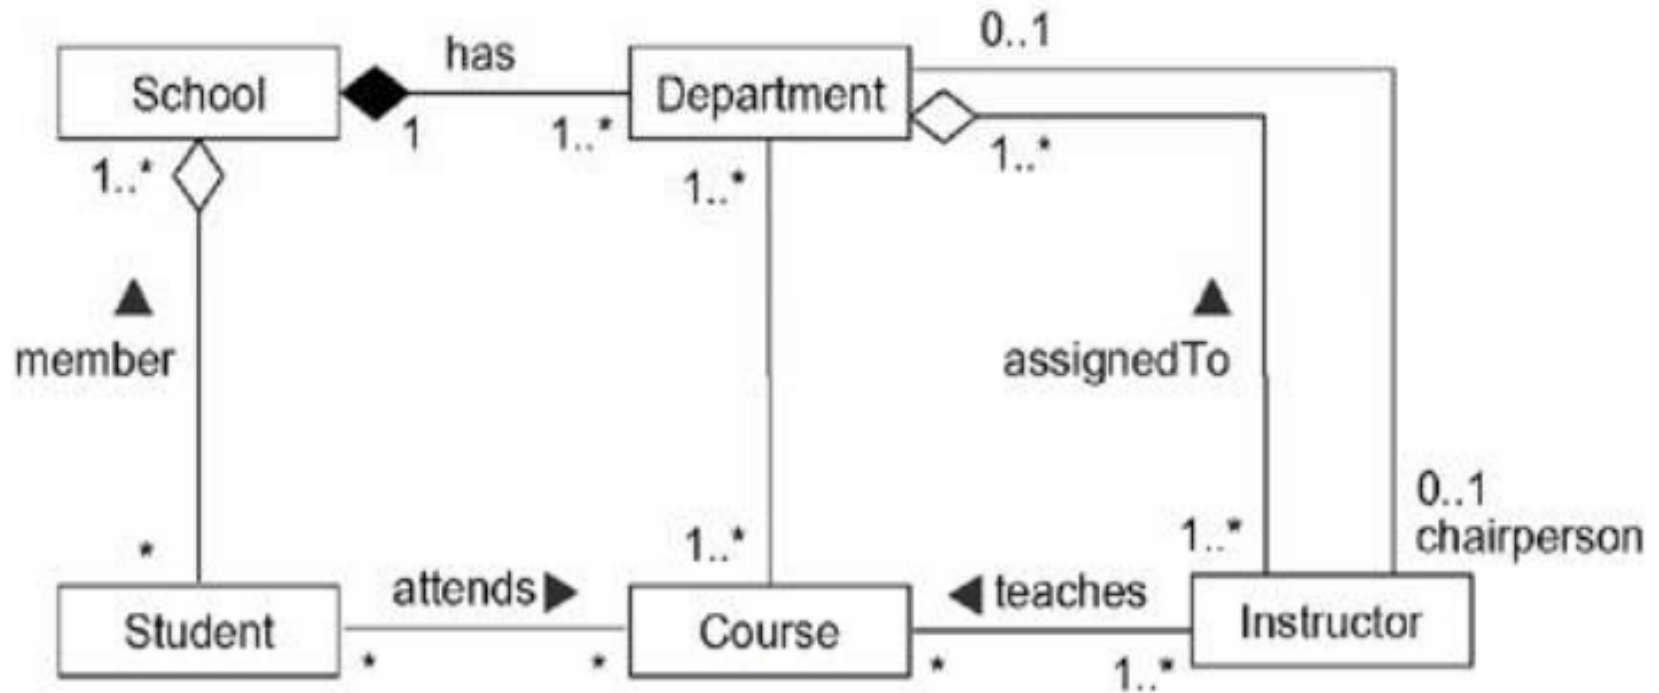 0..1
has
School
Department
1
1..*
1..*
1..*
1..*
member
assignedTo
0..1
chairperson
*
1..*
1..*
attends
teaches
Student
Course
Instructor
*
*
*
1..*